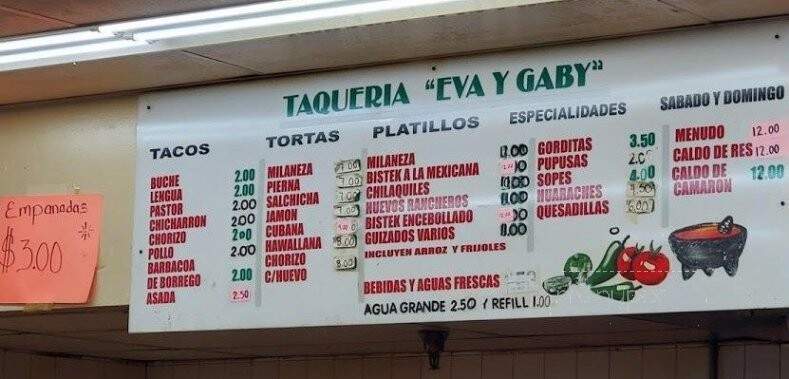 TAQUERIA "EVA Y GABY"
TACOS
BUCHE 2.00
LENGUA 2.00
PASTOR 2.00
CHICHARRON 2.00
CHORIZO 2.00
POLLO 2.00
BARBACOA
DE BORREGO 2.00
ASADA 2.50
TORTAS
MILANEZA
PIERNA 7.00
SALCHICHA 7.00
JAMON 7.00
CUBANA
HAWALLANA 8.00
CHORIZO 8.00
C/HUEVO
PLATILLOS
MILANEZA
BISTEK A LA MEXICANA
CHILAQUILES
HUEVOS RANCHEROS
BISTEK ENCEBOLLADO
GUIZADOS VARIOS
INCLUYEN ARROZ Y FRIJOLES
BEBIDAS Y AGUAS FRESCAS
AGUA GRANDE 2.50 / REFILL 1.00
ESPECIALIDADES
GORDITAS 3.50
PUPUSAS
SOPES 4.00
HUARACHES
QUESADILLAS
SABADO Y DOMINGO
MENUDO 12.00
CALDO DE RES 12.00
CALDO DE 12.00
CAMARON
Empanadas
$3.00